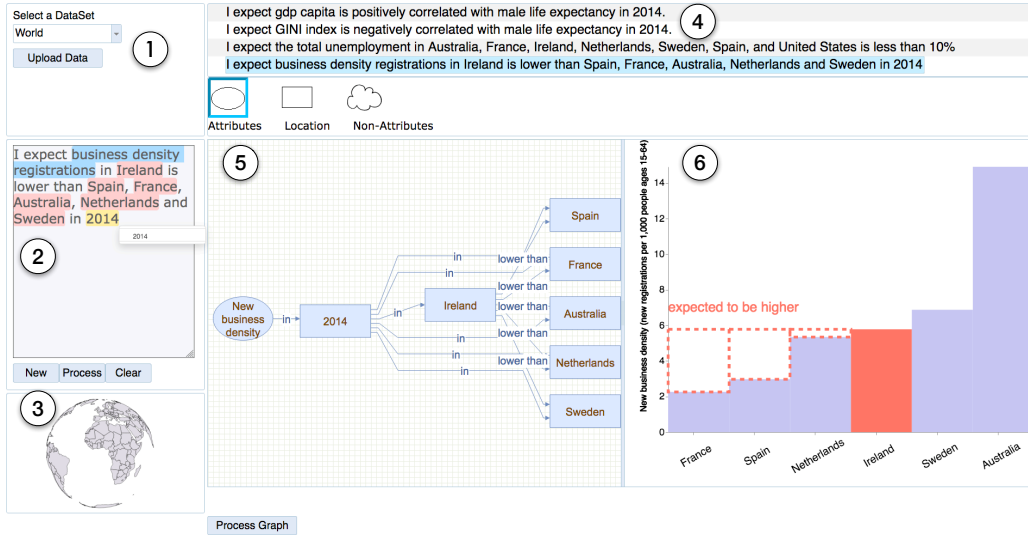 Select a DataSet
World
Upload Data
1
I expect gdp capita is positively correlated with male life expectancy in 2014.
I expect GINI index is negatively correlated with male life expectancy in 2014.
I expect the total unemployment in Australia, France, Ireland, Netherlands, Sweden, Spain, and United States is less than 10%
I expect business density registrations in Ireland is lower than Spain, France, Australia, Netherlands and Sweden in 2014
4
Attributes
Location
Non-Attributes
I expect business density
registrations in Ireland is
lower than Spain, France,
Australia, Netherlands and
Sweden in 2014
2014
2
New
Process
Clear
3
5
New
business
density
in
2014
in
in
in
Ireland
in
in
in
lower than
lower than
lower than
lower than
lower than
Spain
France
Australia
Netherlands
Sweden
Process Graph
6
New business density (new registrations per 1,000 people ages 15-64)
14
12
10
8
6
4
2
0
expected to be higher
France
Spain
Netherlands
Ireland
Sweden
Australia